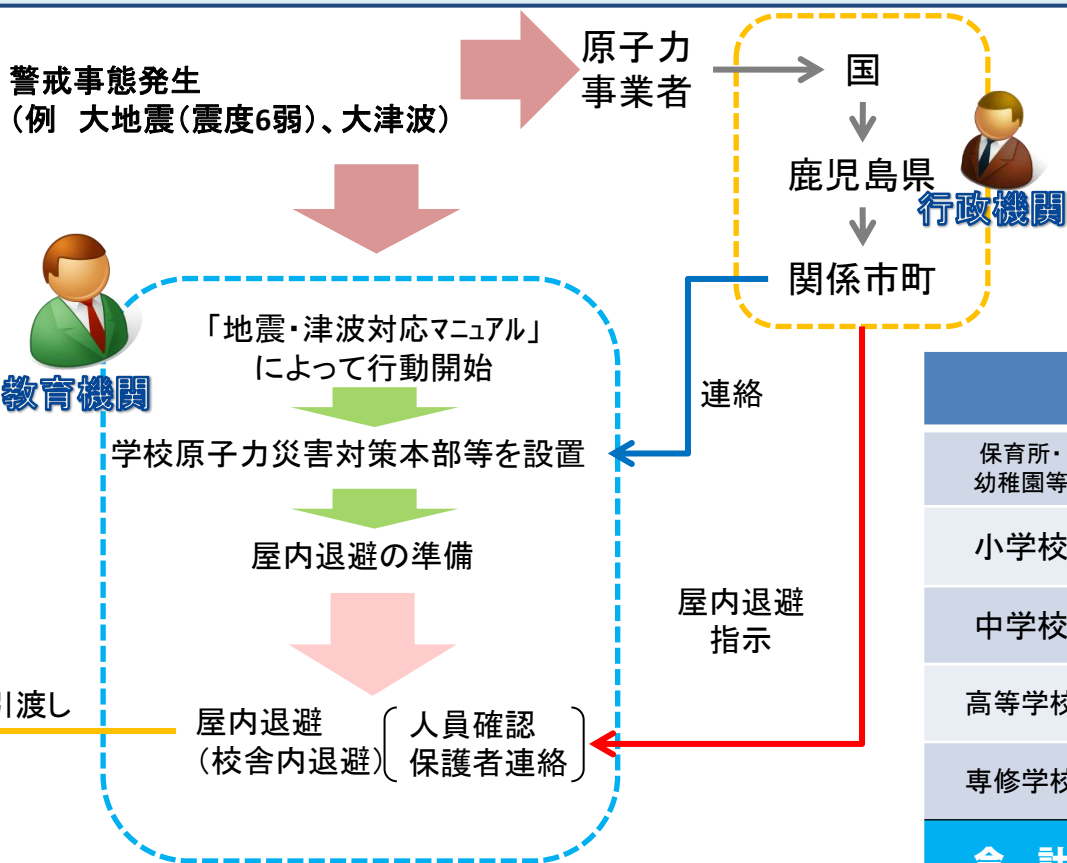 警戒事態発生
(例　大地震(震度6弱)、大津波)
原子力
事業者
国
鹿児島県
行政機関
関係市町
教育機関
「地震・津波対応マニュアル」
によって行動開始
連絡
学校原子力災害対策本部等を設置
屋内退避の準備
屋内退避
指示
引渡し
屋内退避
(校舎内退避)
人員確認
保護者連絡
保育所・
幼稚園等
小学校
中学校
高等学校
専修学校
合　計